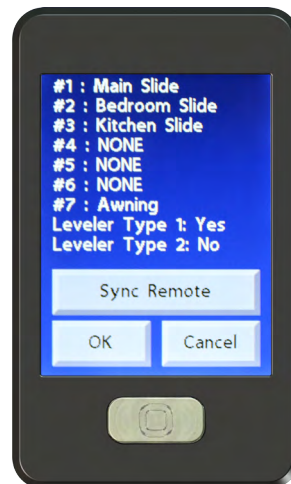 #1 : Main Slide
#2 : Bedroom Slide
#3 : Kitchen Slide
#4 : NONE
#5 : NONE
#6 : NONE
#7 : Awning
Leveler Type 1: Yes
Leveler Type 2: No
Sync Remote
OK
Cancel